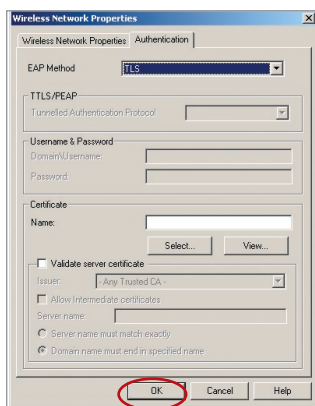 Wireless Network Properties
Wireless Network Properties Authentication
EAP Method TLS
TTLS/PEAP
Tunnelled Authentication Protocol
Username & Password
Domain\Username:
Password:
Certificate
Name:
Select... View...
Validate server certificate
Issuer: - Any Trusted CA -
Allow Intermediate certificates
Server name:
Server name must match exactly
Domain name must end in specified name
OK Cancel Help